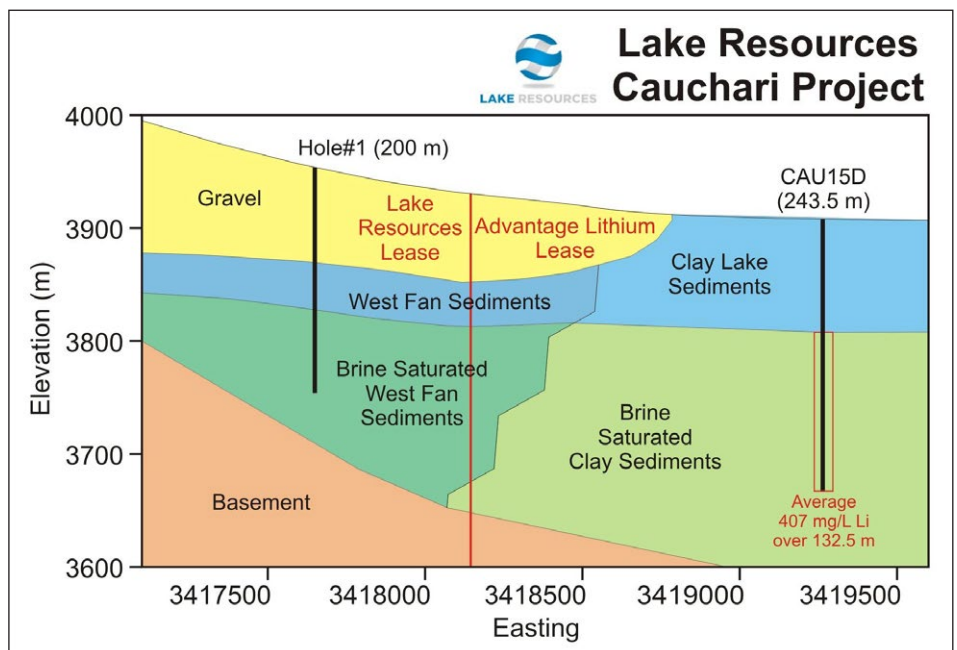 Lake Resources
Cauchari Project
LAKE RESOURCES
4000
3900
3800
3700
3600
Elevation (m)
Hole#1 (200 m)
CAU15D
(243.5 m)
Gravel
Lake
Resources
Lease
Advantage Lithium
Lease
Clay Lake
Sediments
West Fan Sediments
Brine Saturated
West Fan
Sediments
Brine
Saturated
Clay Sediments
Basement
Average
407 mg/L Li
over 132.5 m
3417500
3418000
3418500
3419000
3419500
Easting